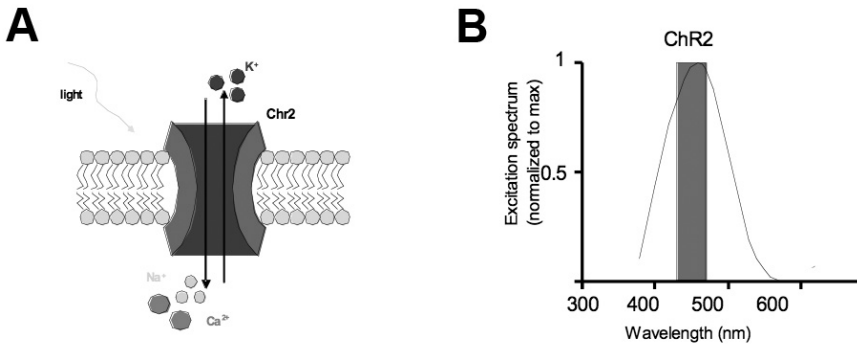 A
K+
light
Chr2
Na+
Ca2+
B
ChR2
Excitation spectrum
(normalized to max)
1
0.5
300 400 500 600
Wavelength (nm)